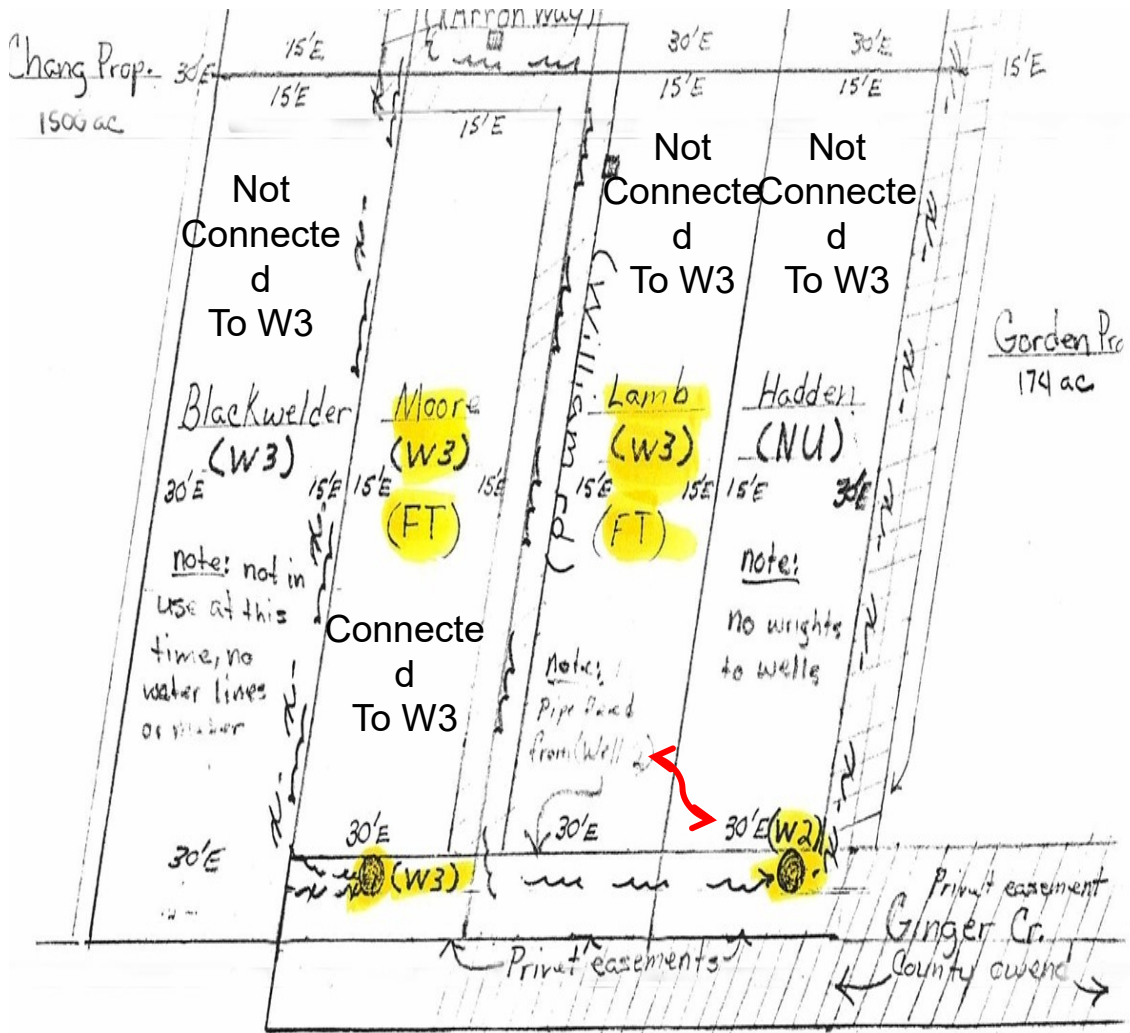 (Arron Way)
15'E
30'E
30'E
Chang Prop.
30'E
15'E
15'E
15'E
15'E
1500 ac
15'E
Not
Connecte
d
To W3
Not
Connecte
d
To W3
Not
Connecte
d
To W3
(Williams rd)
Gorden Pro
174 ac
Blackwelder
(W3)
Moore
(W3)
(FT)
Lamb
(W3)
(FT)
Hadden
(NU)
30'E
15'E
15'E
15'E
15'E
15'E
15'E
30'E
note: not in
use at this
time, no
water lines
or
Connecte
d
To W3
note:
Pipe
from (Well 2)
note:
no wrights
to wells
30'E
30'E
30'E
30'E (W2)
(W3)
Privet easements
Privet easement
Ginger Cr.
County owend